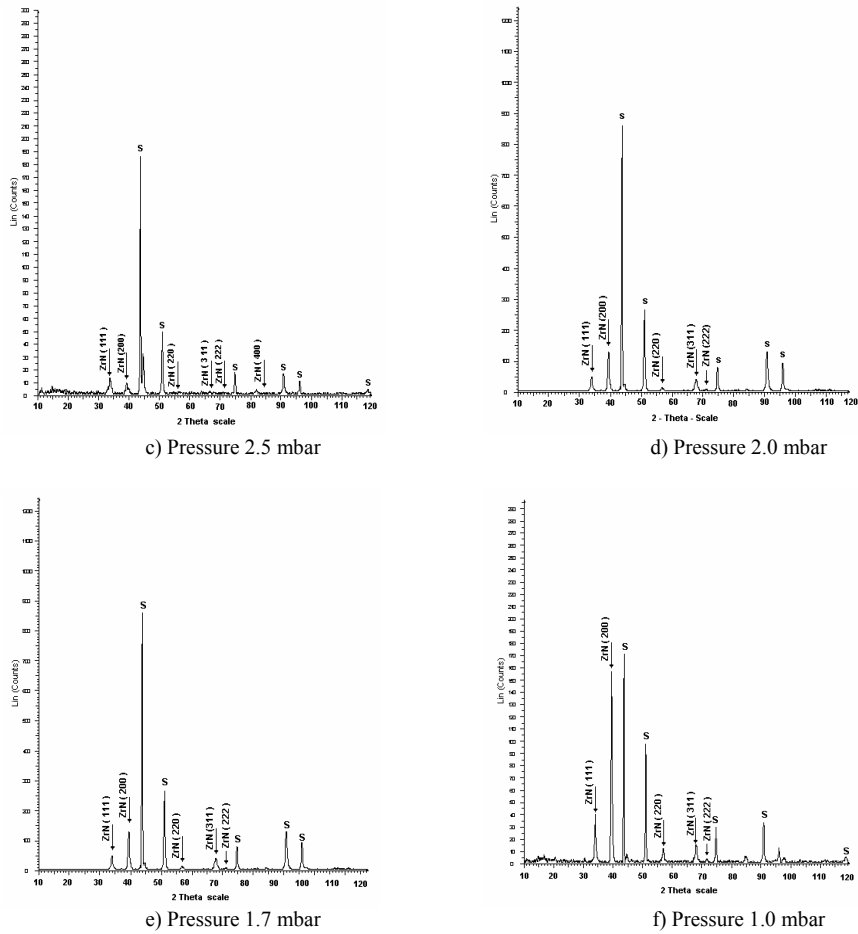 Lin (Counts)
S
ZrN ( 111 )
ZrN (200)
S
ZrN ( 220 )
ZrN ( 3 11 )
ZrN ( 222 )
S
ZrN ( 400 )
S
S
S
10 20 30 40 50 60 70 80 90 100 110 120
2 Theta scale
c) Pressure 2.5 mbar
Lin (Counts)
S
ZrN ( 111)
ZrN (200)
S
ZrN (220)
ZrN (311)
ZrN (222)
S
S
S
10 20 30 40 50 60 70 80 90 100 110
2 - Theta - Scale
d) Pressure 2.0 mbar
Lin (Counts)
S
ZrN ( 111 )
ZrN ( 200 )
S
ZrN ( 220 )
ZrN (311)
ZrN ( 222 )
S
S
S
10 20 30 40 50 60 70 80 90 100 110 120
2 Theta scale
e) Pressure 1.7 mbar
Lin (Counts)
ZrN ( 111 )
ZrN ( 200 )
S
S
ZrN (220)
ZrN (311)
ZrN ( 222 )
S
S
S
10 20 30 40 50 60 70 80 90 100 110 120
2 Theta scale
f) Pressure 1.0 mbar